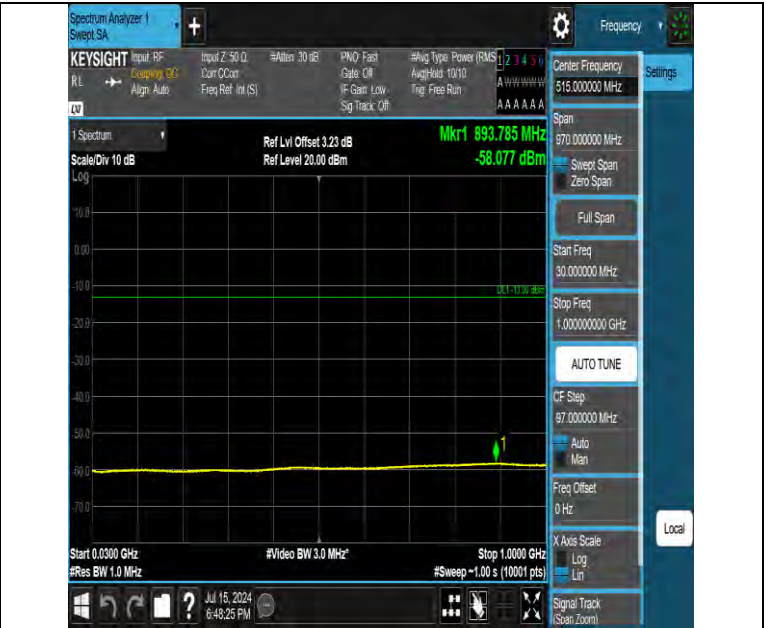 Spectrum Analyzer 1
Swept SA
+
Frequency
KEYSIGHT
RL
Input: RF
Coupling: DC
Align: Auto
Input Z: 50 Ω
Corr CCorr
Freq Ref: Int (S)
#Atten: 30 dB
PNO: Fast
Gate: Off
IF Gain: Low
Sig Track: Off
#Avg Type: Power (RMS
Avg|Hold: 10/10
Trig: Free Run
1 2 3 4 5 6
A W W W W W
A A A A A A
LXI
1 Spectrum
Scale/Div 10 dB
Log
Ref Lvl Offset 3.23 dB
Ref Level 20.00 dBm
Mkr1 893.785 MHz
-58.077 dBm
10.0
0.00
-10.0
DL1 -13.00 dBm
-20.0
-30.0
-40.0
-50.0
1
-60.0
-70.0
Start 0.0300 GHz
#Res BW 1.0 MHz
#Video BW 3.0 MHz*
Stop 1.0000 GHz
#Sweep ~1.00 s (10001 pts)
?
Jul 15, 2024
6:48:25 PM
Center Frequency
515.000000 MHz
Span
970.000000 MHz
Swept Span
Zero Span
Full Span
Start Freq
30.000000 MHz
Stop Freq
1.000000000 GHz
AUTO TUNE
CF Step
97.000000 MHz
Auto
Man
Freq Offset
0 Hz
X Axis Scale
Log
Lin
Signal Track
(Span Zoom)
Settings
Local